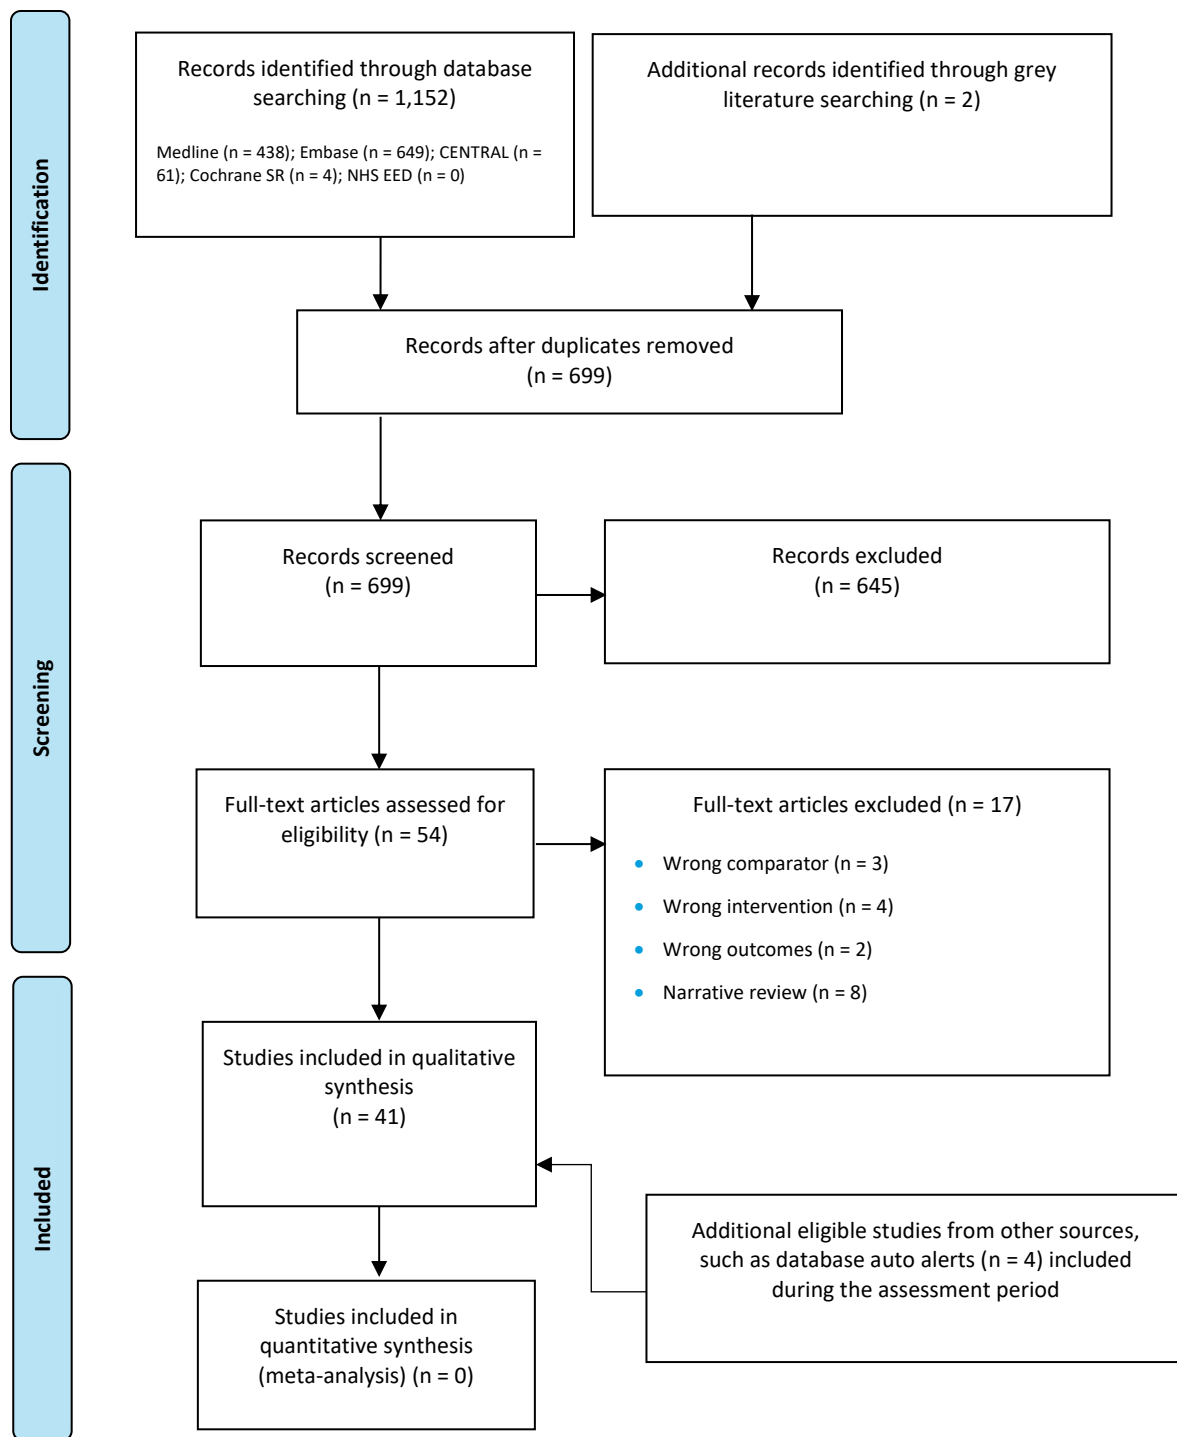 Identification
Records identified through database
searching (n = 1,152)
Medline (n = 438); Embase (n = 649); CENTRAL (n =
61); Cochrane SR (n = 4); NHS EED (n = 0)
Additional records identified through grey
literature searching (n = 2)
Records after duplicates removed
(n = 699)
Screening
Records screened
(n = 699)
Records excluded
(n = 645)
Full-text articles assessed for
eligibility (n = 54)
Full-text articles excluded (n = 17)
• Wrong comparator (n = 3)
• Wrong intervention (n = 4)
• Wrong outcomes (n = 2)
• Narrative review (n = 8)
Included
Studies included in qualitative
synthesis
(n = 41)
Additional eligible studies from other sources,
such as database auto alerts (n = 4) included
during the assessment period
Studies included in
quantitative synthesis
(meta-analysis) (n = 0)